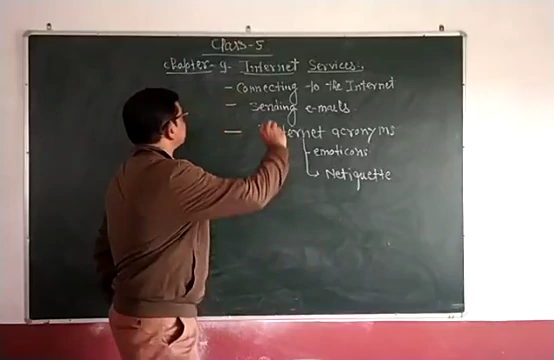 Class-5
Chapter-9. Internet Services.
- Connecting to the Internet
- Sending e-mails.
- Internet acronyms
emoticons
Netiquette